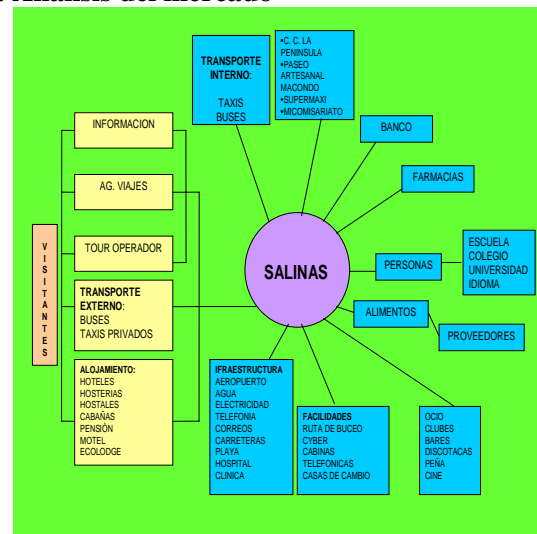 Análisis del mercado
TRANSPORTE
INTERNO:
TAXIS
BUSES
•C. C. LA
PENINSULA
•PASEO
ARTESANAL
MACONDO
•SUPERMAXI
•MICOMISARIATO
INFORMACION
BANCO
AG. VIAJES
FARMACIAS
VISITANTES
TOUR OPERADOR
SALINAS
PERSONAS
ESCUELA
COLEGIO
UNIVERSIDAD
IDIOMA
TRANSPORTE
EXTERNO:
BUSES
TAXIS PRIVADOS
ALIMENTOS
PROVEEDORES
ALOJAMIENTO:
HOTELES
HOSTERIAS
HOSTALES
CABAÑAS
PENSIÒN
MOTEL
ECOLODGE
IFRAESTRUCTURA
AEROPUERTO
AGUA
ELECTRICIDAD
TELEFONIA
CORREOS
CARRETERAS
PLAYA
HOSPITAL
CLINICA
FACILIDADES
RUTA DE BUCEO
CYBER
CABINAS
TELEFONICAS
CASAS DE CAMBIO
OCIO
CLUBES
BARES
DISCOTACAS
PEÑA
CINE